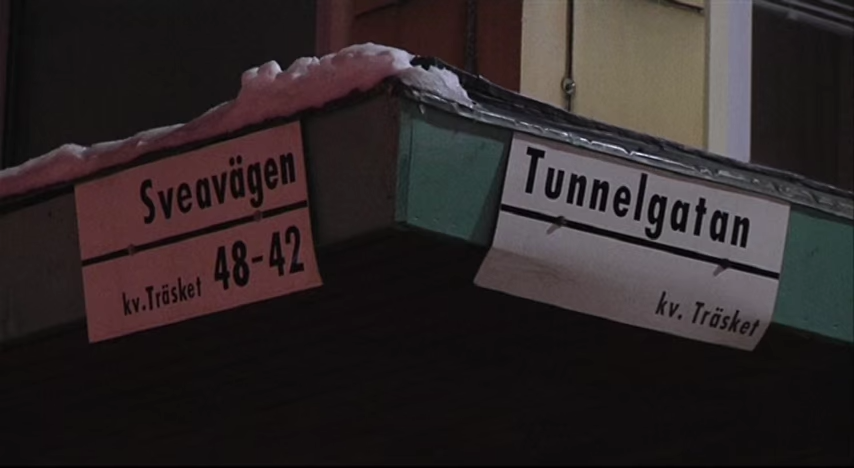 Sveavägen
48-42
kv.Träsket
Tunnelgatan
kv. Träsket